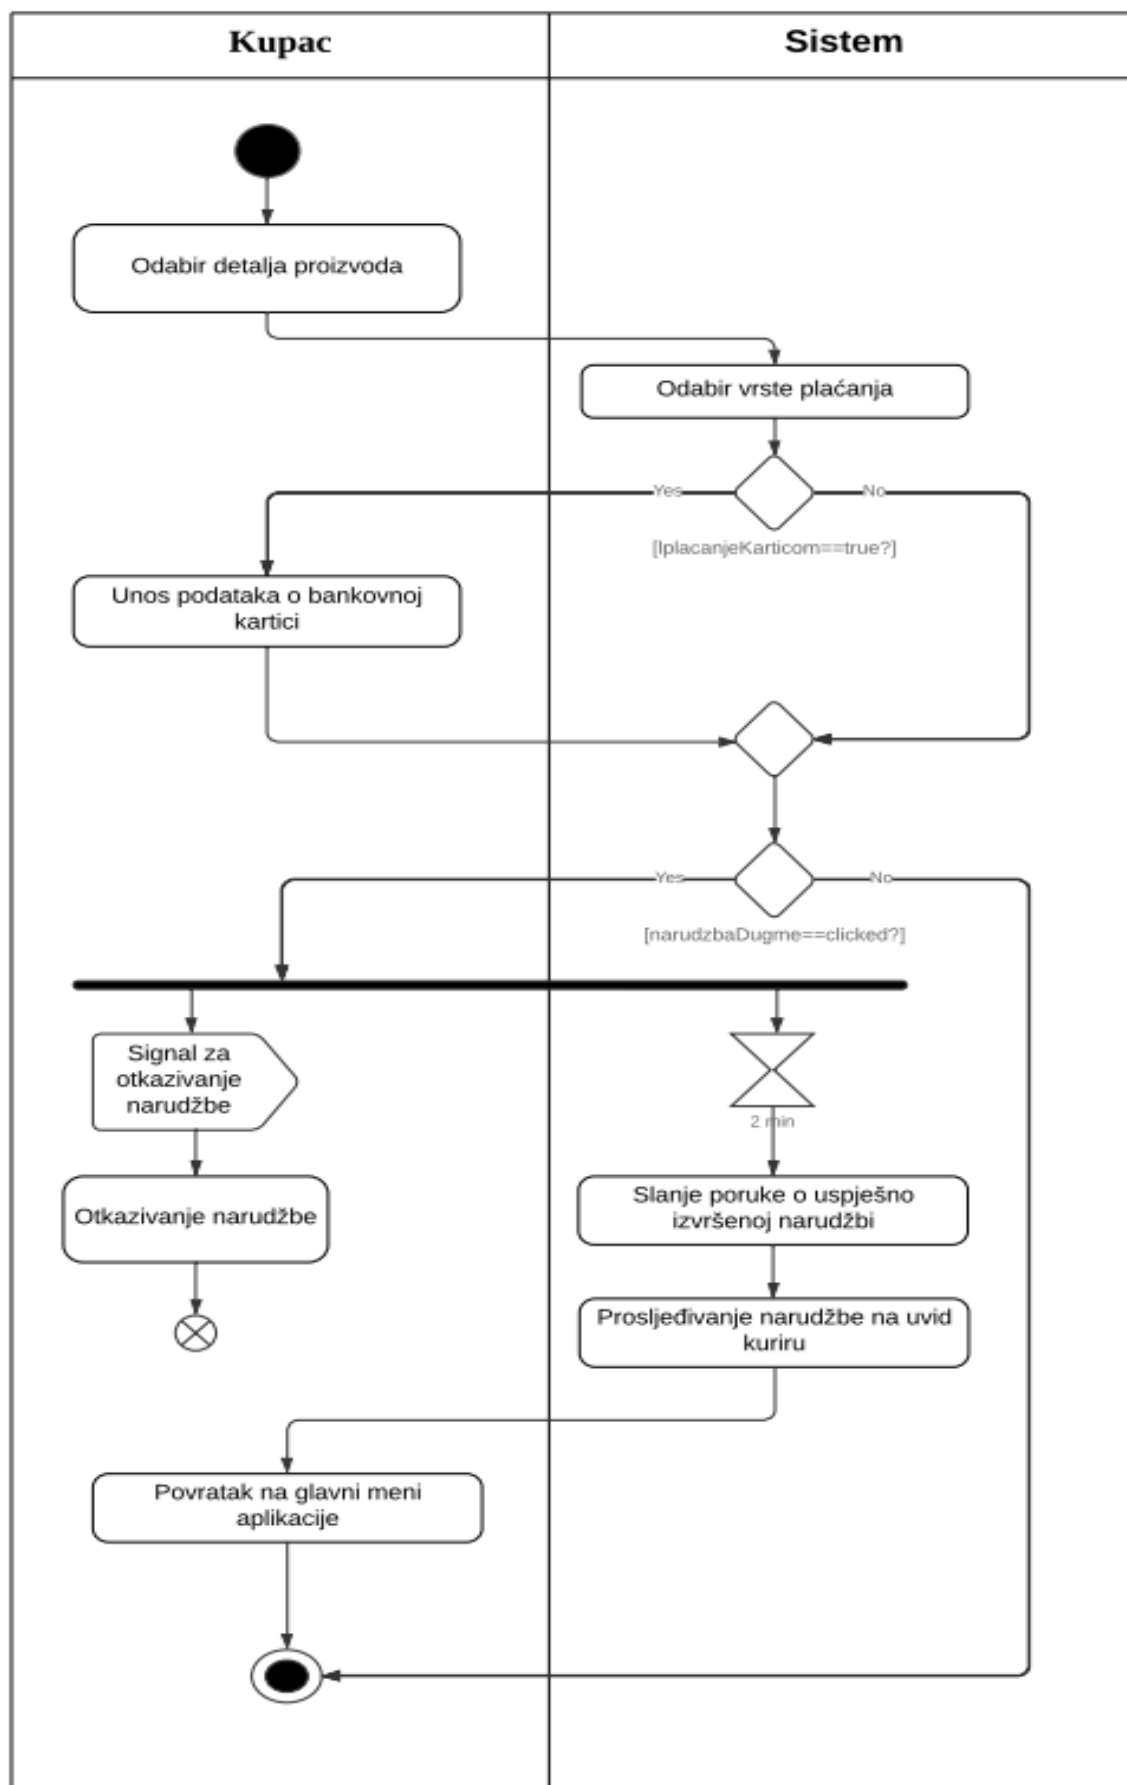 Kupac
Sistem
Odabir detalja proizvoda
Odabir vrste plaćanja
Yes
No
[IplacanjeKarticom==true?]
Unos podataka o bankovnoj
kartici
Yes
No
[narudzbaDugme==clicked?]
Signal za
otkazivanje
narudžbe
2 min
Otkazivanje narudžbe
Slanje poruke o uspješno
izvršenoj narudžbi
Prosljeđivanje narudžbe na uvid
kuriru
Povratak na glavni meni
aplikacije